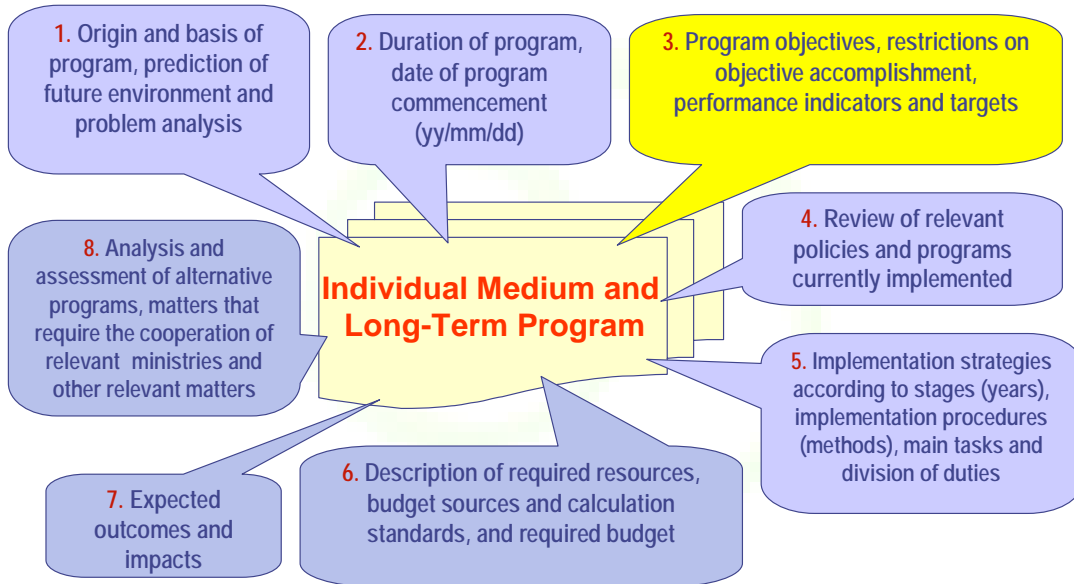 1. Origin and basis of
program, prediction of
future environment and
problem analysis
2. Duration of program,
date of program
commencement
(yy/mm/dd)
3. Program objectives, restrictions on
objective accomplishment,
performance indicators and targets
4. Review of relevant
policies and programs
currently implemented
5. Implementation strategies
according to stages (years),
implementation procedures
(methods), main tasks and
division of duties
6. Description of required resources,
budget sources and calculation
standards, and required budget
7. Expected
outcomes and
impacts
8. Analysis and
assessment of alternative
programs, matters that
require the cooperation of
relevant ministries and
other relevant matters
Individual Medium and
Long-Term Program